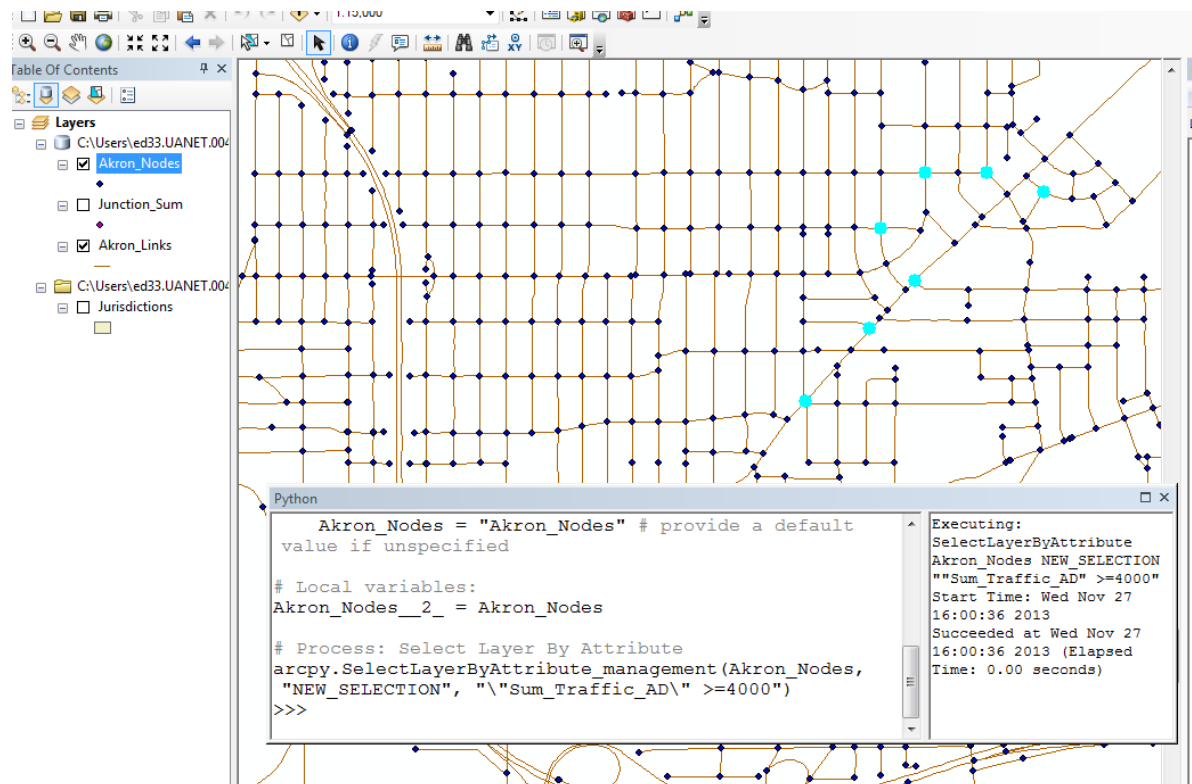 1:15,000
Table Of Contents
Layers
C:\Users\ed33.UANET.004
Akron_Nodes
Junction_Sum
Akron_Links
C:\Users\ed33.UANET.004
Jurisdictions
XY
Python
Akron_Nodes = "Akron_Nodes" # provide a default
value if unspecified
# Local variables:
Akron_Nodes__2_ = Akron_Nodes
# Process: Select Layer By Attribute
arcpy.SelectLayerByAttribute_management(Akron_Nodes,
"NEW_SELECTION", "\"Sum_Traffic_AD\" >=4000")
>>>
Executing:
SelectLayerByAttribute
Akron_Nodes NEW_SELECTION
""Sum_Traffic_AD" >=4000"
Start Time: Wed Nov 27
16:00:36 2013
Succeeded at Wed Nov 27
16:00:36 2013 (Elapsed
Time: 0.00 seconds)